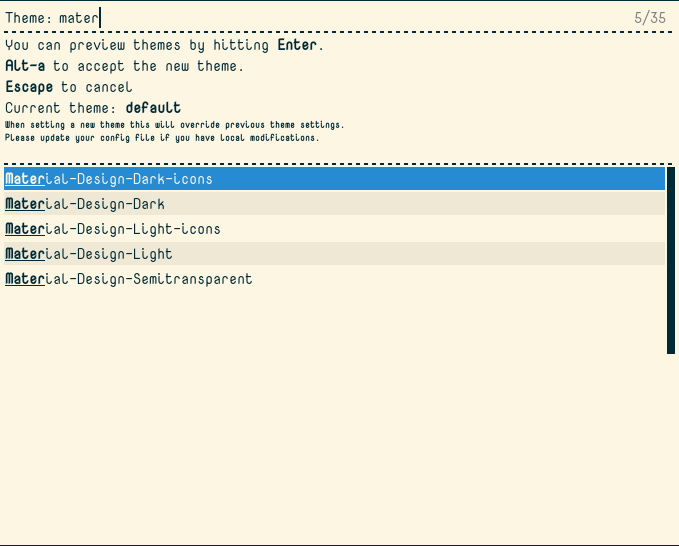 Theme: mater 5/35
You can preview themes by hitting Enter.
Alt-a to accept the new theme.
Escape to cancel
Current theme: default
When setting a new theme this will override previous theme settings.
Please update your config file if you have local modifications.
Material-Design-Dark-icons
Material-Design-Dark
Material-Design-Light-icons
Material-Design-Light
Material-Design-Semitransparent